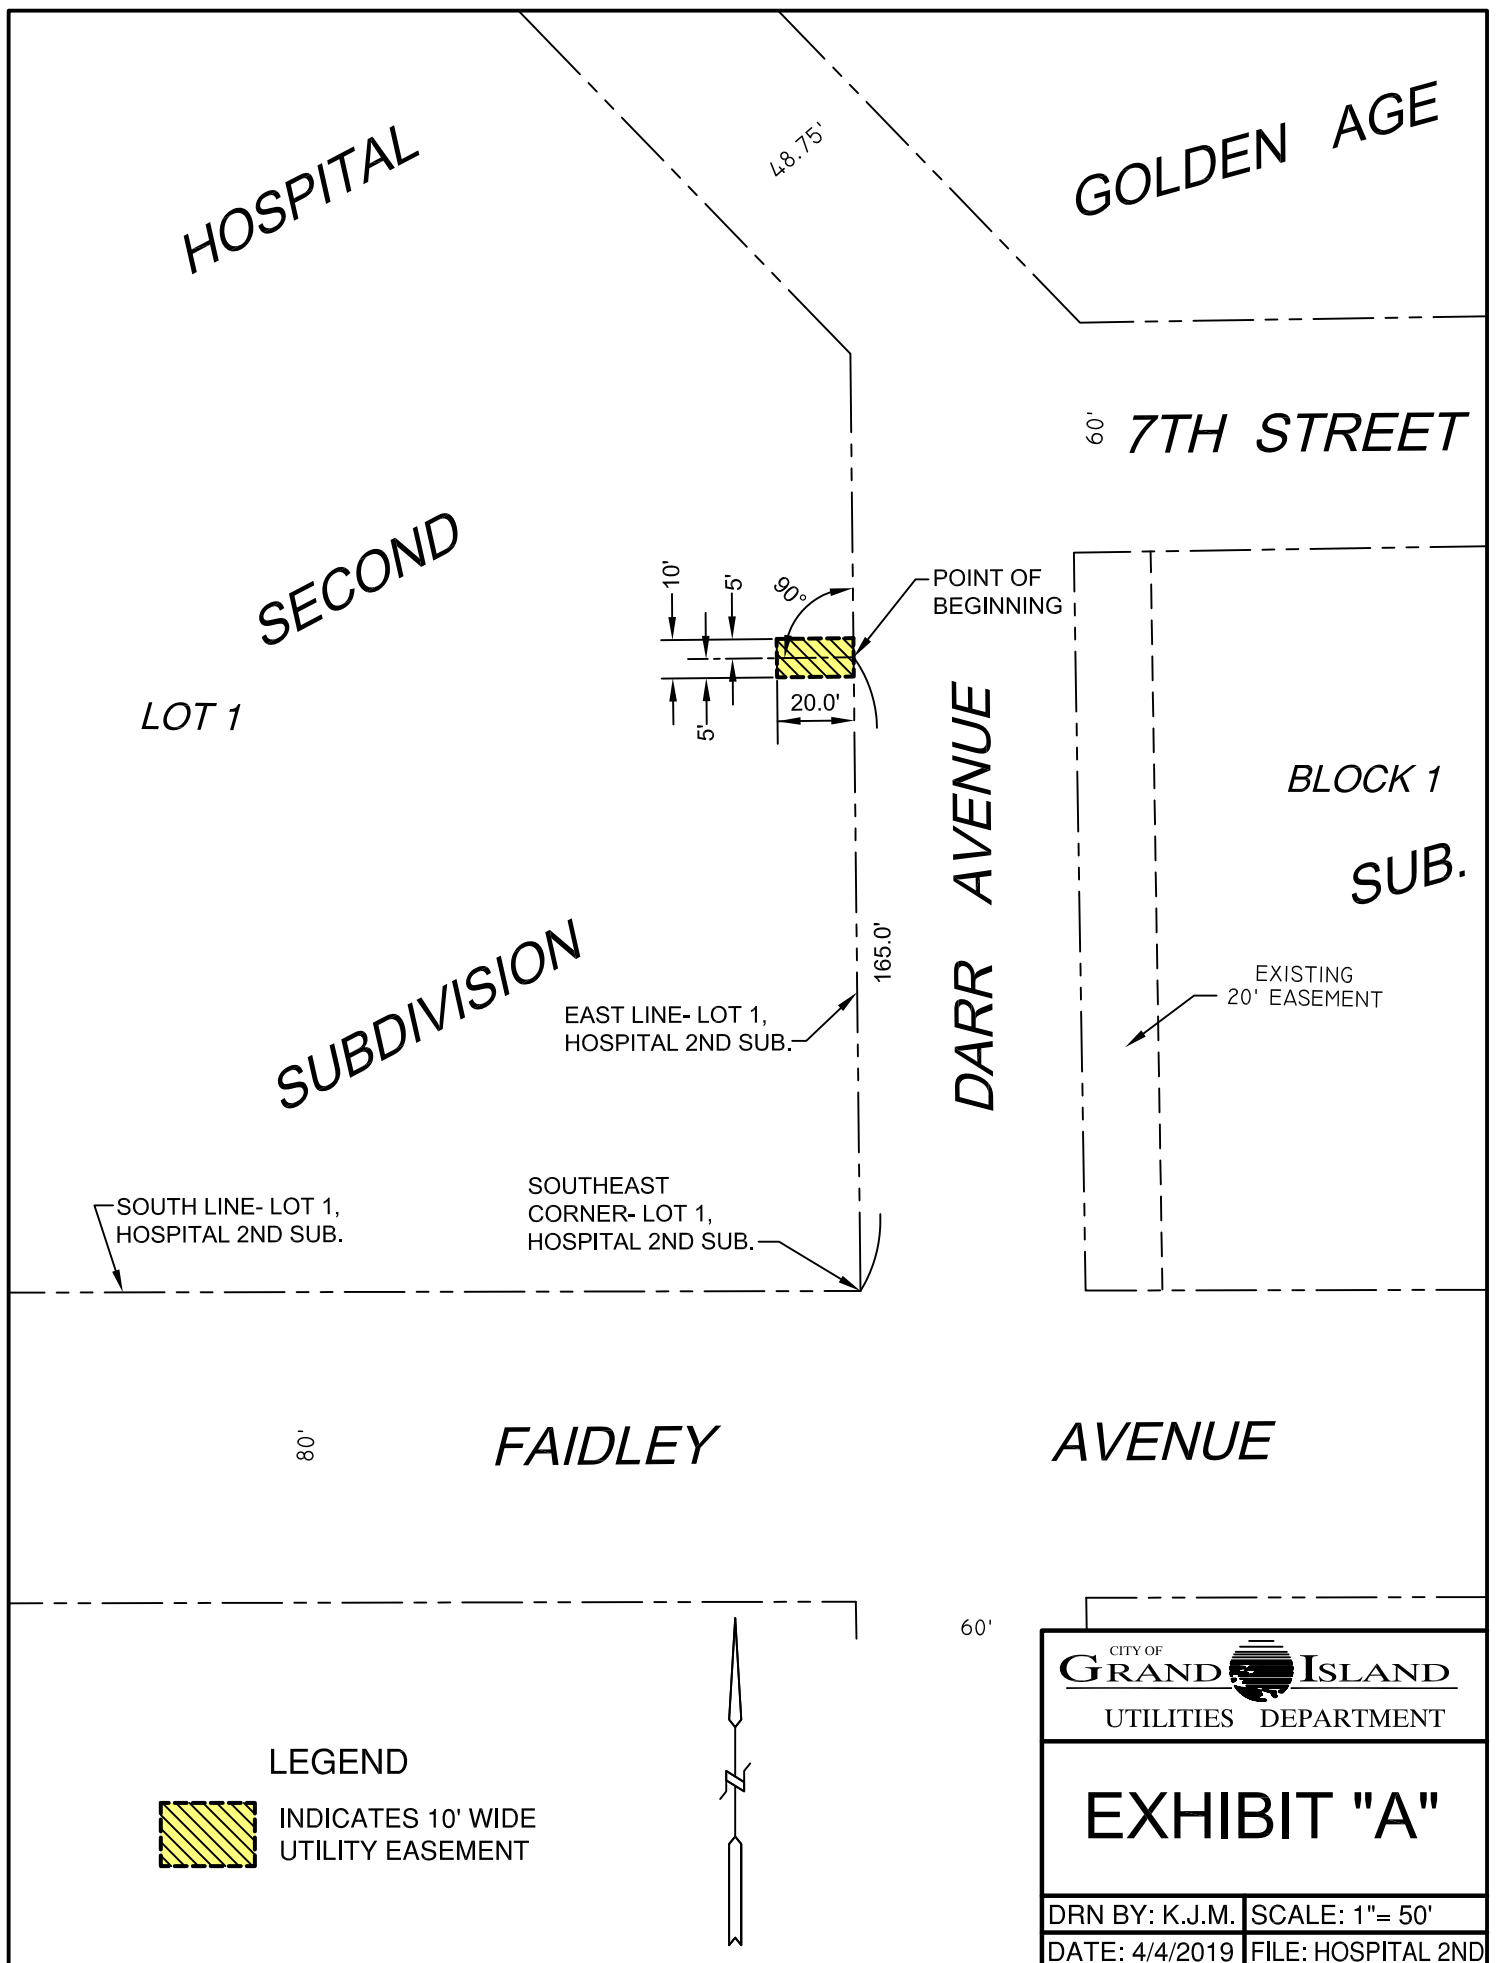 HOSPITAL
48.75'
GOLDEN AGE
60'
7TH STREET
SECOND
10'
5'
90°
POINT OF
BEGINNING
LOT 1
5'
20.0'
DARR AVENUE
BLOCK 1
SUB.
SUBDIVISION
165.0'
EAST LINE- LOT 1,
HOSPITAL 2ND SUB.
EXISTING
20' EASEMENT
SOUTH LINE- LOT 1,
HOSPITAL 2ND SUB.
SOUTHEAST
CORNER- LOT 1,
HOSPITAL 2ND SUB.
80'
FAIDLEY AVENUE
60'
N
CITY OF
GRAND ISLAND
UTILITIES DEPARTMENT
LEGEND
INDICATES 10' WIDE
UTILITY EASEMENT
EXHIBIT "A"
DRN BY: K.J.M.
SCALE: 1"= 50'
DATE: 4/4/2019
FILE: HOSPITAL 2ND